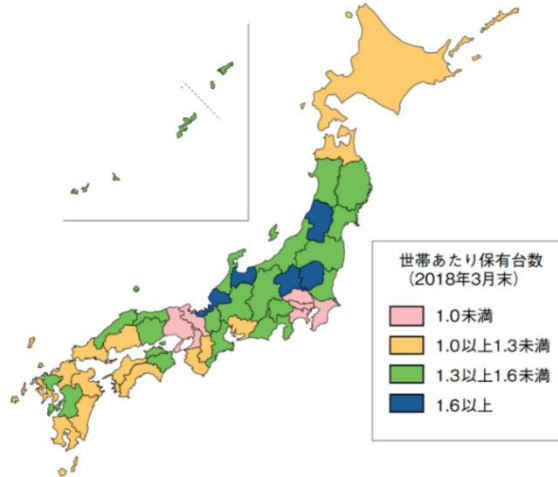 世帯あたり保有台数
(2018年3月末)
1.0未満
1.0以上1.3未満
1.3以上1.6未満
1.6以上